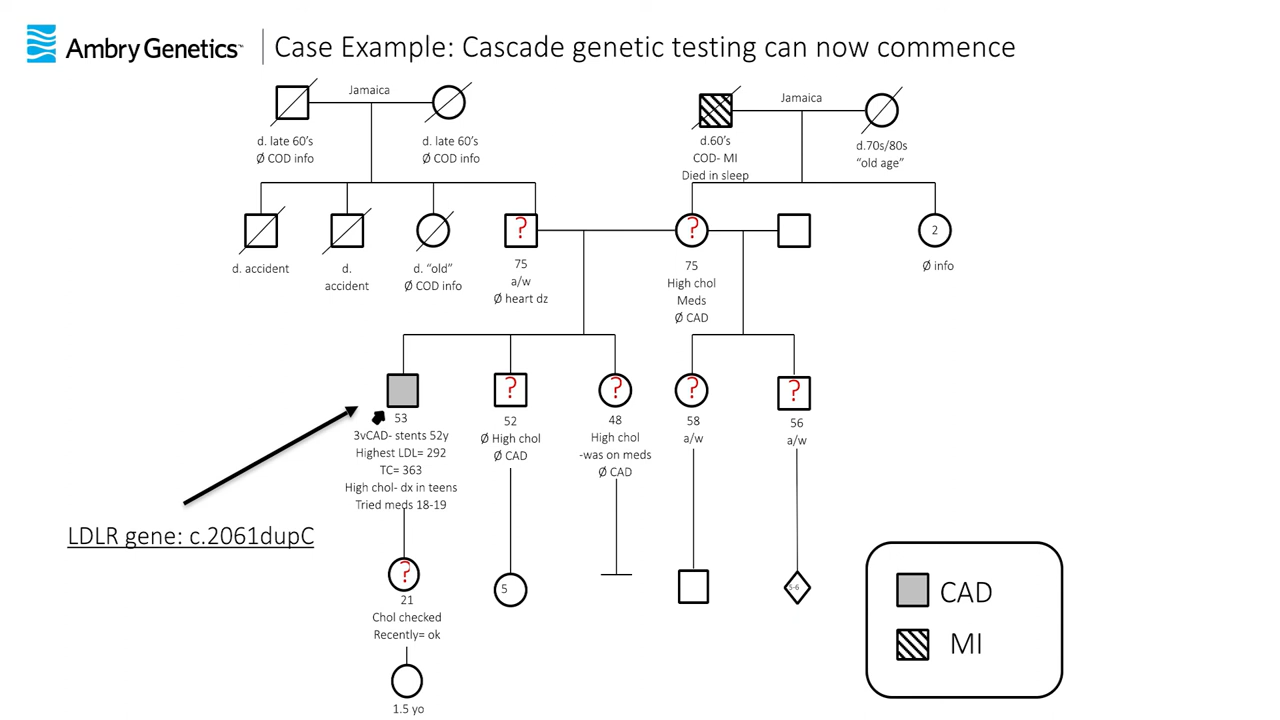 Ambry Genetics™
Case Example: Cascade genetic testing can now commence
Jamaica
d. late 60's
Ø COD info
d. late 60's
Ø COD info
Jamaica
d.60's
COD- MI
Died in sleep
d.70s/80s
"old age"
d. accident
d.
accident
d. "old"
Ø COD info
?
75
a/w
Ø heart dz
?
75
High chol
Meds
Ø CAD
2
Ø info
53
3vCAD- stents 52y
Highest LDL= 292
TC= 363
High chol- dx in teens
Tried meds 18-19
?
52
Ø High chol
Ø CAD
?
48
High chol
-was on meds
Ø CAD
?
58
a/w
?
56
a/w
LDLR gene: c.2061dupC
?
21
Chol checked
Recently= ok
5
5-6
1.5 yo
CAD
MI